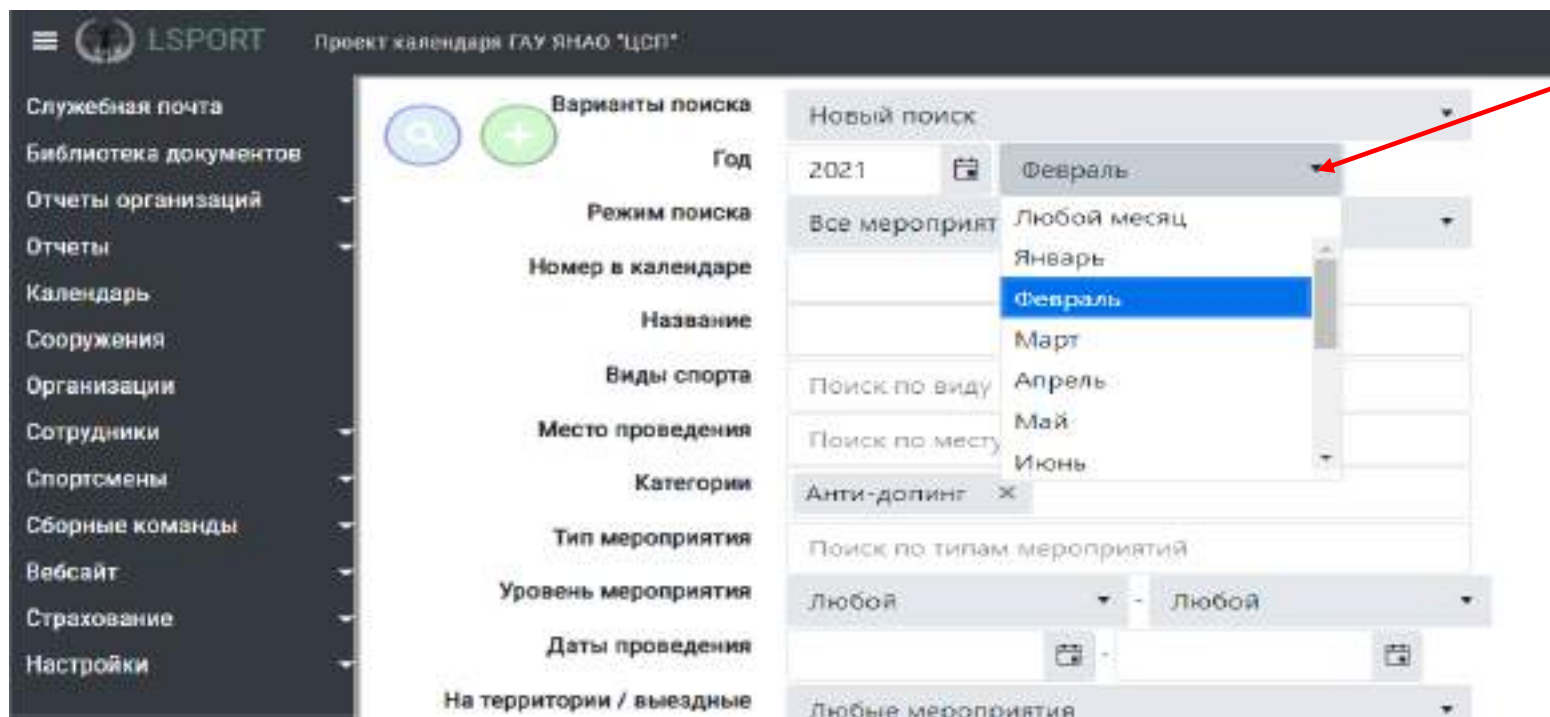 LSPORT Проект календаря ГАУ ЯНАО "ЦСП"
Служебная почта
Библиотека документов
Отчеты организаций
Отчеты
Календарь
Сооружения
Организации
Сотрудники
Спортсмены
Сборные команды
Вебсайт
Страхование
Настройки
Варианты поиска Новый поиск
Год 2021 Февраль
Режим поиска Все мероприят
Номер в календаре
Название
Виды спорта Поиск по виду
Место проведения Поиск по месту
Категории Анти-допинг ×
Тип мероприятия Поиск по типам мероприятий
Уровень мероприятия Любой - Любой
Даты проведения -
На территории / выездные Любые мероприятия
Любой месяц
Январь
Февраль
Март
Апрель
Май
Июнь